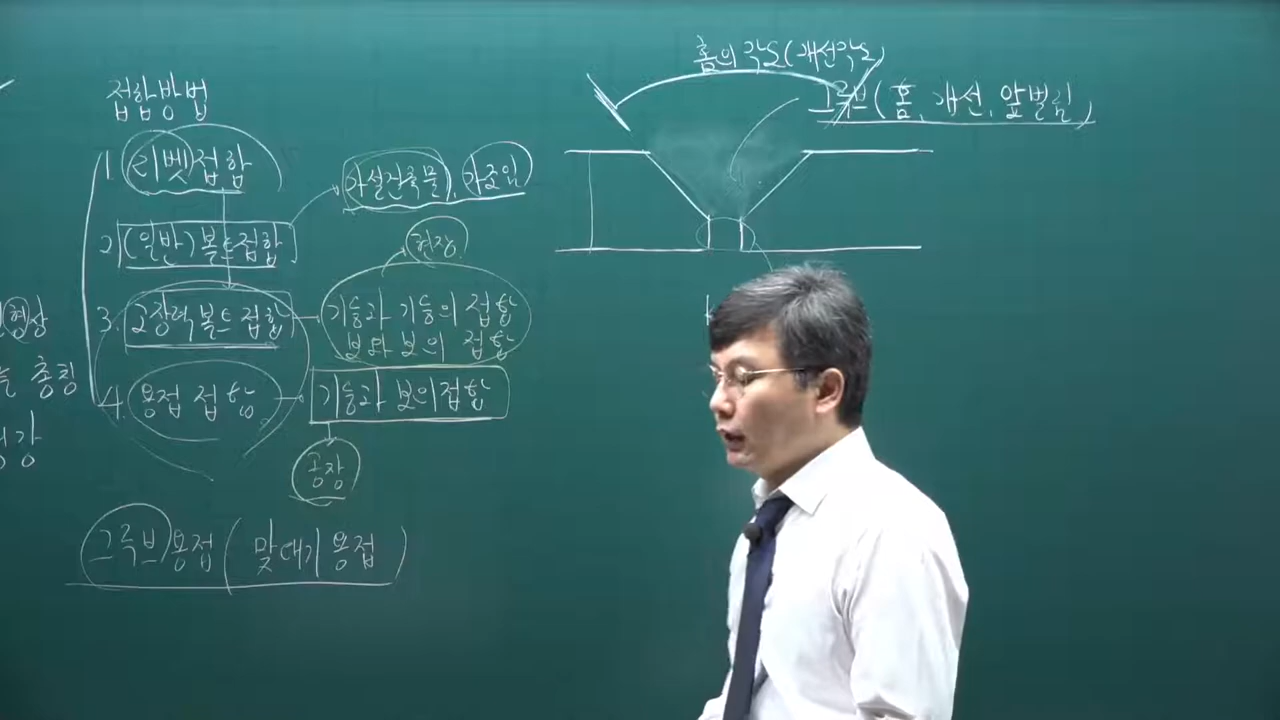 접합방법
1. 리벳접합
가설건축물, 가조임
2. (일반) 볼트접합
현장
3. 고장력볼트접합
기둥과 기둥의 접합
보와 보의 접합
4. 용접 접합
기둥과 보의접합
공장
그루브용접 (맞대기 용접)
형상
충킹
홈의 각도(개선각도)
그루브(홈, 개선, 앞벌림)